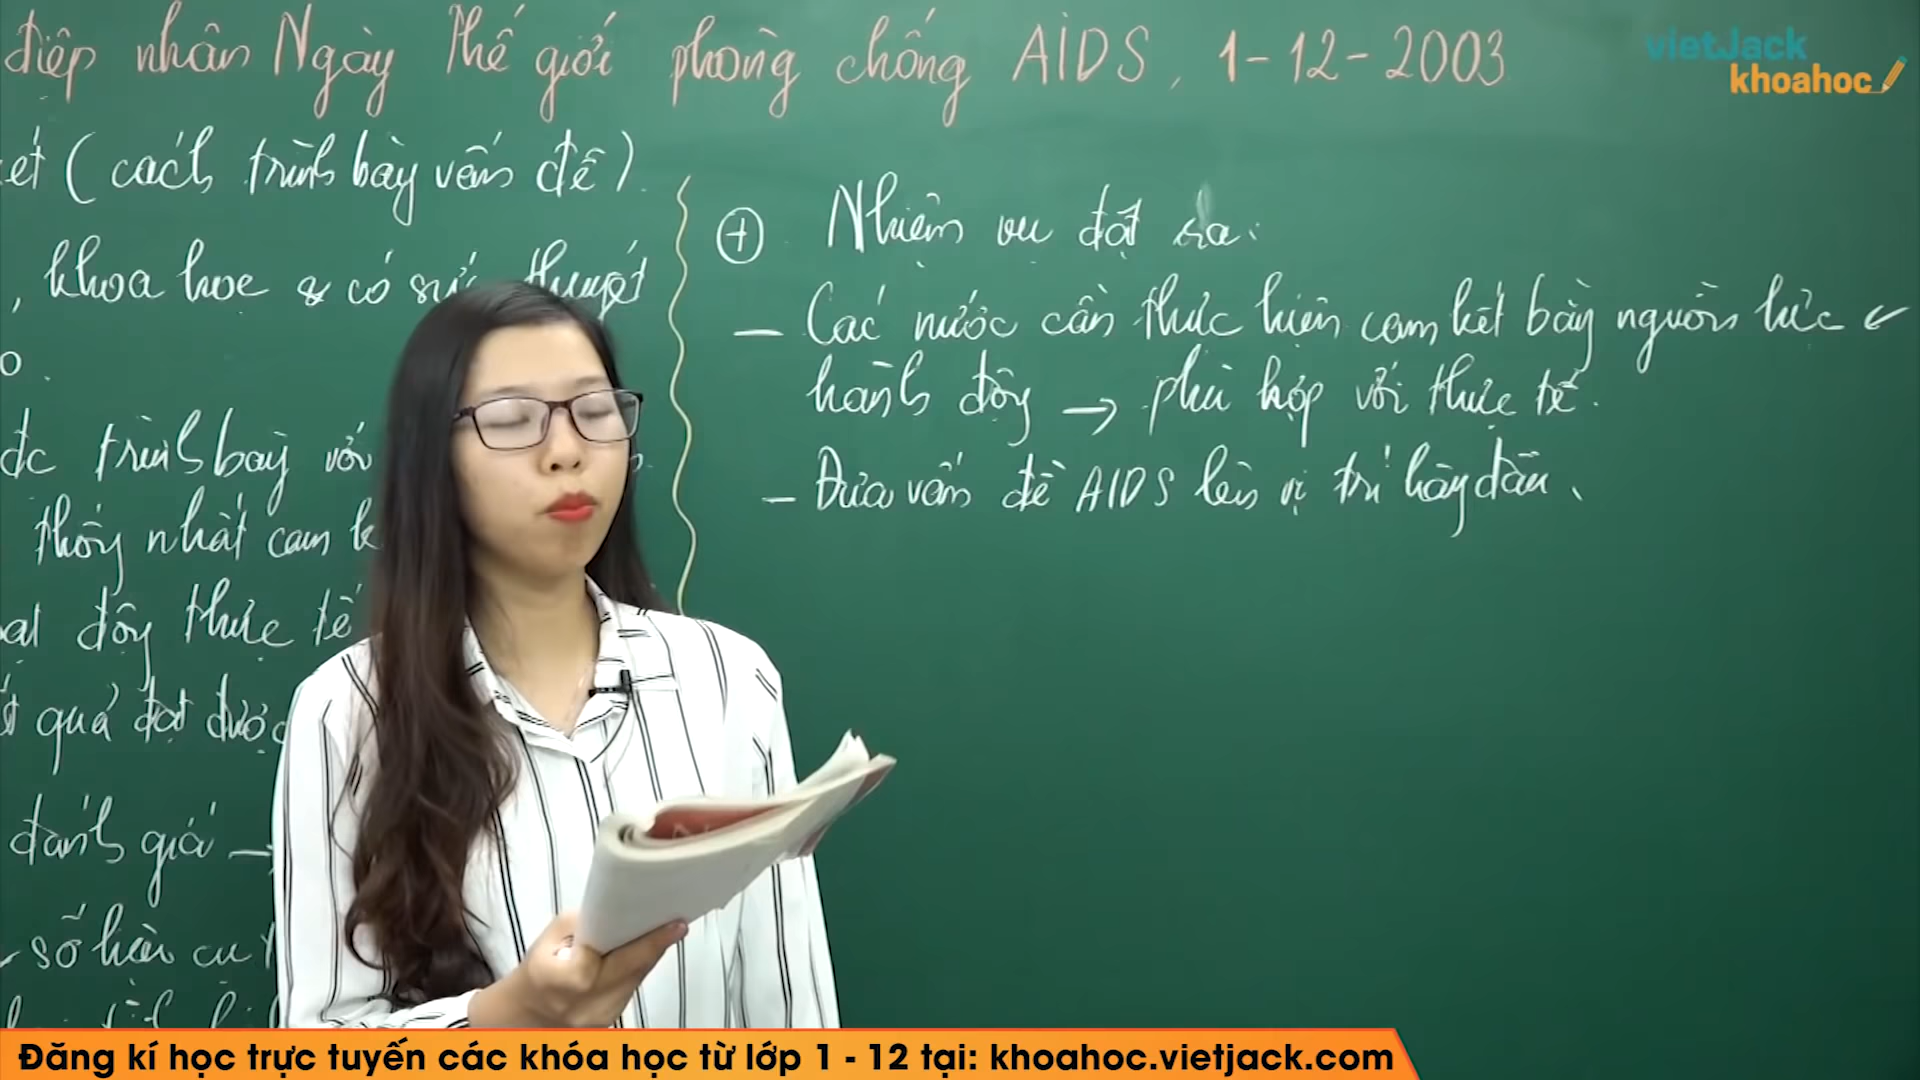 điệp nhân Ngày Thế giới phòng chống AIDS, 1-12-2003
vietJack
khoahoc
(cách trình bày vấn đề).
, khoa học & có sức thuyết
đc trình bày với
thống nhất cam k
động thực tế
quả đạt được
đánh giá →
số liệu cụ
+ Nhiệm vụ đặt ra.
- Các nước cần thực hiện cam kết bằng nguồn lực &
hành động → phù hợp với thực tế.
- Đưa vấn đề AIDS lên vị trí hàng đầu.
Đăng kí học trực tuyến các khóa học từ lớp 1 - 12 tại: khoahoc.vietjack.com